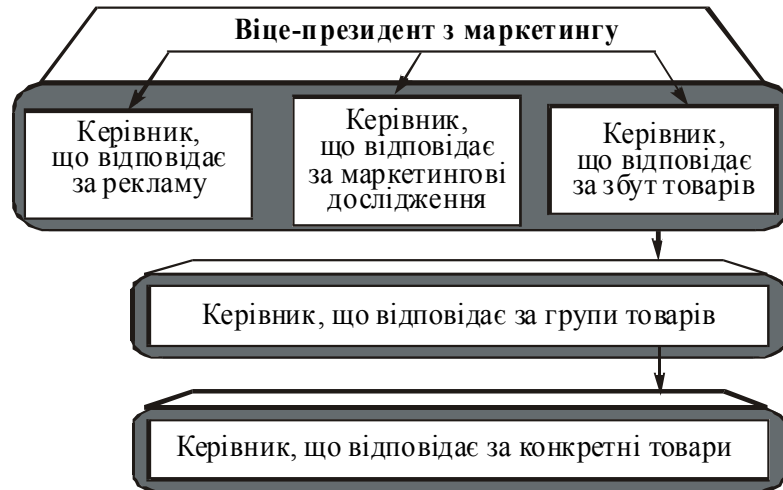 Віце-президент з маркетингу
Керівник,
що відповідає
за рекламу
Керівник,
що відповідає
за маркетингові
дослідження
Керівник,
що відповідає
за збут товарів
Керівник, що відповідає за групи товарів
Керівник, що відповідає за конкретні товари